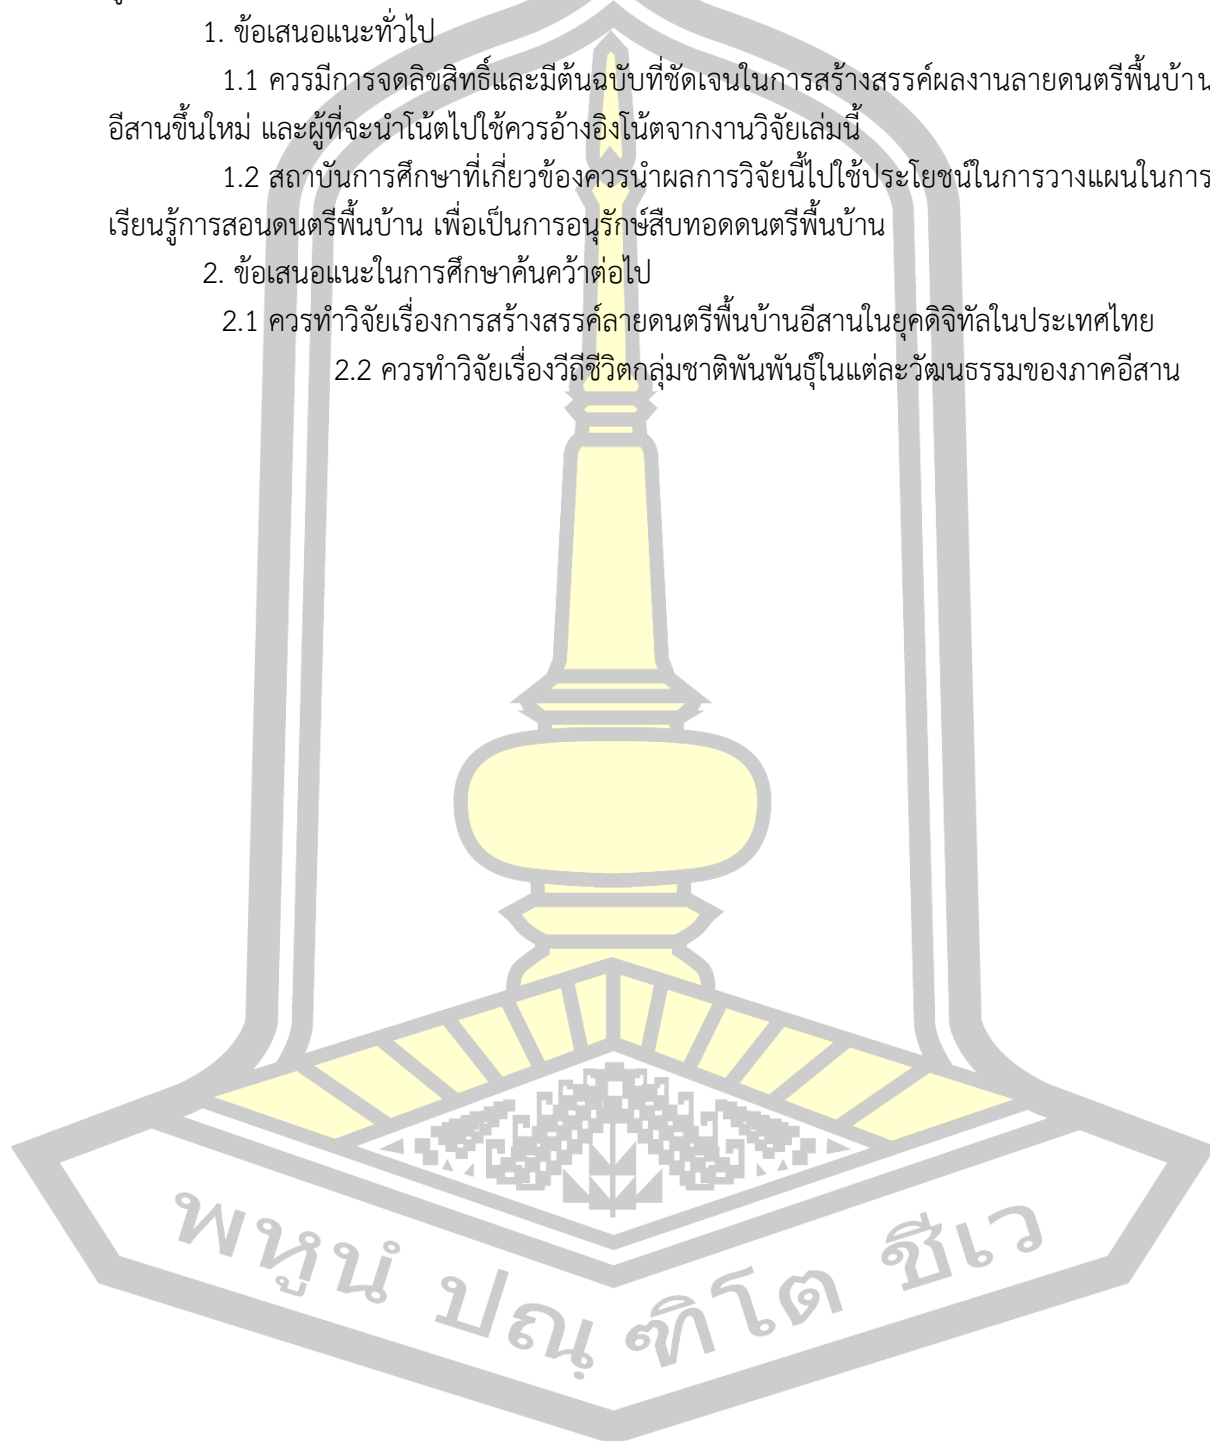 1. ข้อเสนอแนะทั่วไป
1.1 ควรมีการจดลิขสิทธิ์และมีต้นฉบับที่ชัดเจนในการสร้างสรรค์ผลงานลายดนตรีพื้นบ้าน
อีสานขึ้นใหม่ และผู้ที่จะนำโน้ตไปใช้ควรอ้างอิงโน้ตจากงานวิจัยเล่มนี้
1.2 สถาบันการศึกษาที่เกี่ยวข้องควรนำผลการวิจัยนี้ไปใช้ประโยชน์ในการวางแผนในการ
เรียนรู้การสอนดนตรีพื้นบ้าน เพื่อเป็นการอนุรักษ์สืบทอดดนตรีพื้นบ้าน
2. ข้อเสนอแนะในการศึกษาค้นคว้าต่อไป
2.1 ควรทำวิจัยเรื่องการสร้างสรรค์ลายดนตรีพื้นบ้านอีสานในยุคดิจิทัลในประเทศไทย
2.2 ควรทำวิจัยเรื่องวีถีชีวิตกลุ่มชาติพันพันธุ์ในแต่ละวัฒนธรรมของภาคอีสาน
พหูนํ ปณฺฑิโต ชีเว